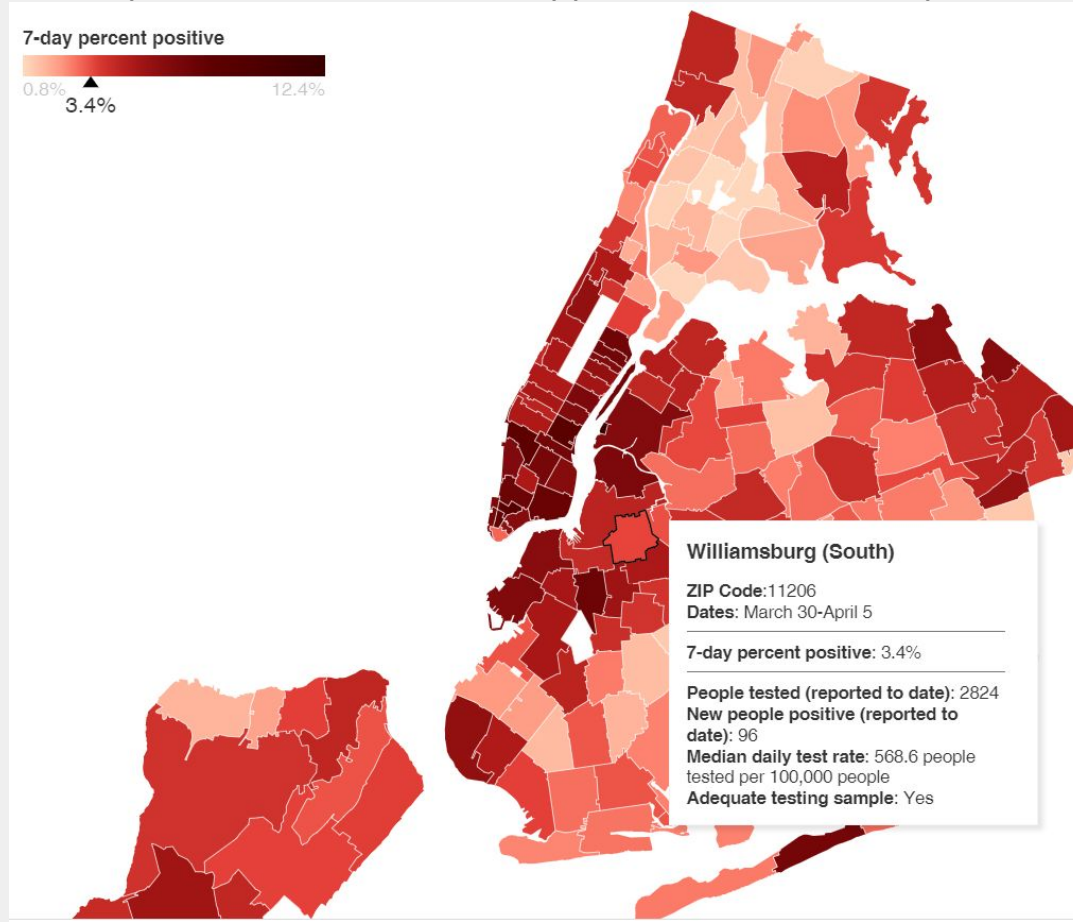 7-day percent positive
0.8%
12.4%
3.4%
Williamsburg (South)
ZIP Code:11206
Dates: March 30-April 5
7-day percent positive: 3.4%
People tested (reported to date): 2824
New people positive (reported to
date): 96
Median daily test rate: 568.6 people
tested per 100,000 people
Adequate testing sample: Yes